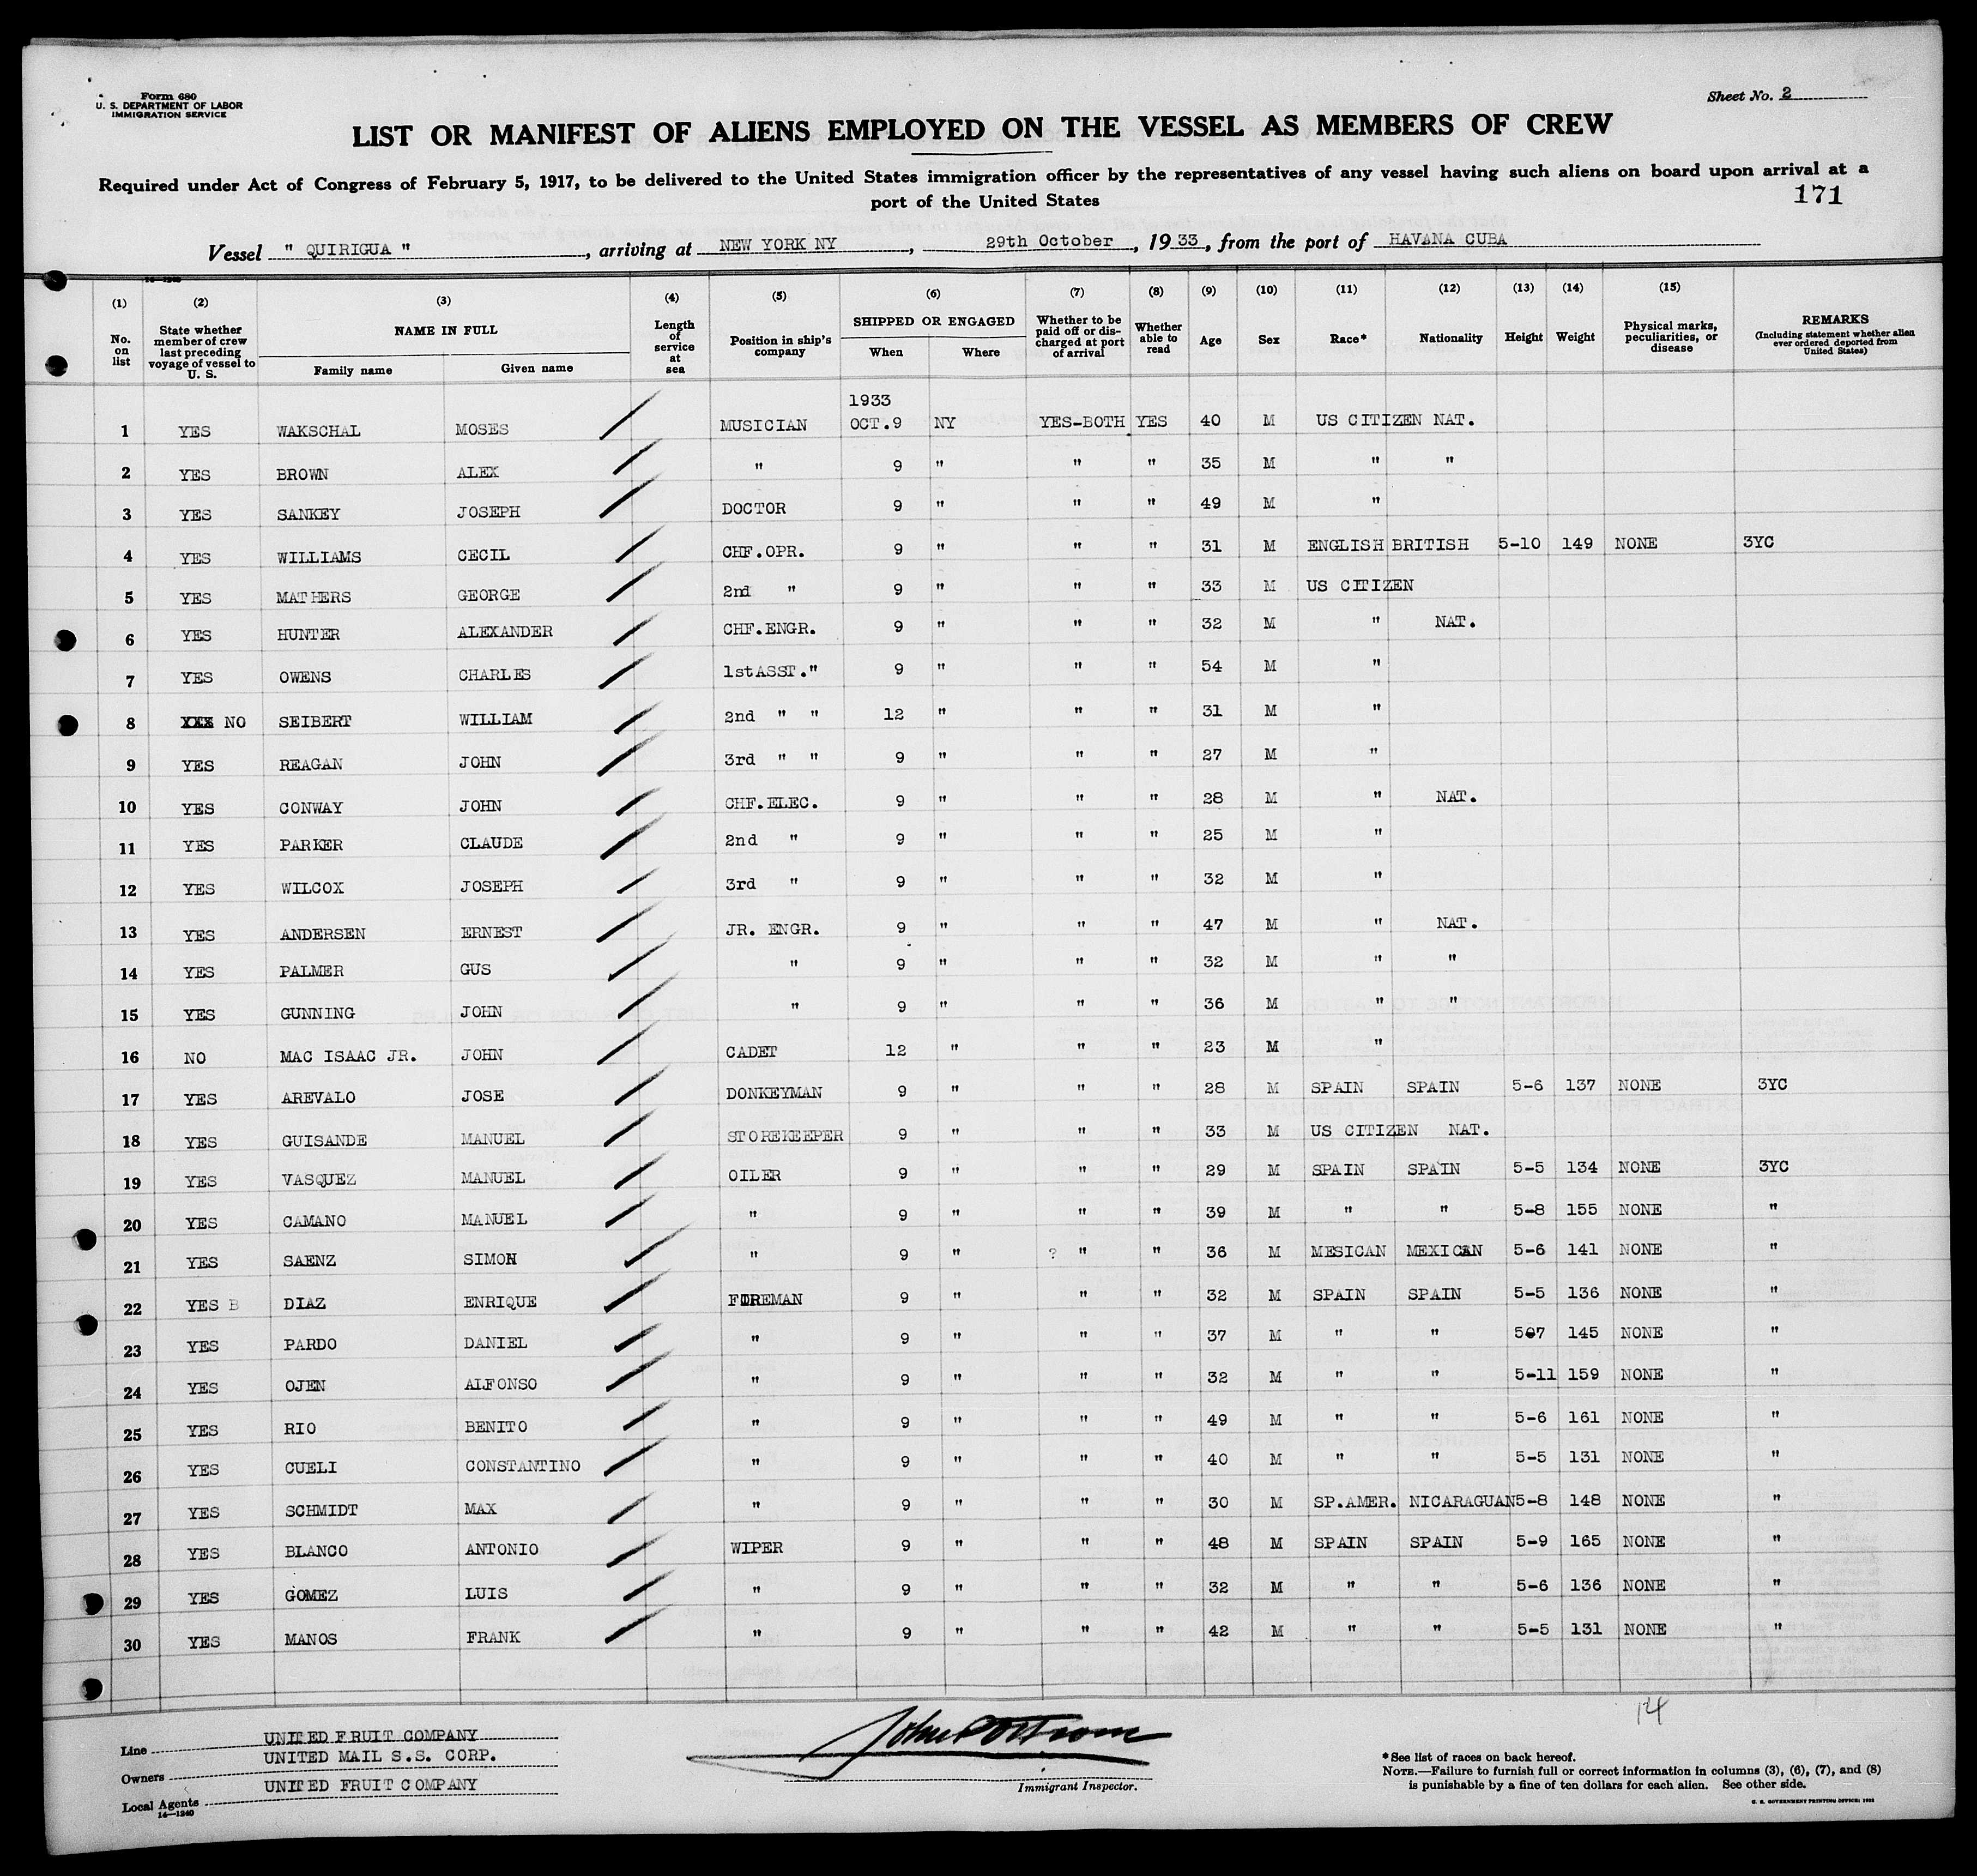 Form 680
U. S. DEPARTMENT OF LABOR
IMMIGRATION SERVICE
Sheet No. 2
LIST OR MANIFEST OF ALIENS EMPLOYED ON THE VESSEL AS MEMBERS OF CREW
Required under Act of Congress of February 5, 1917, to be delivered to the United States immigration officer by the representatives of any vessel having such aliens on board upon arrival at a
port of the United States
171
Vessel " QUIRIGUA " , arriving at NEW YORK NY , 29th October , 1933 , from the port of HAVANA CUBA
(1) (2) (3) (4) (5) (6) (7) (8) (9) (10) (11) (12) (13) (14) (15)
No. on list State whether member of crew last preceding voyage of vessel to U. S. NAME IN FULL Family name Given name Length of service at sea Position in ship's company SHIPPED OR ENGAGED When Where Whether to be paid off or discharged at port of arrival Whether able to read Age Sex Race* Nationality Height Weight Physical marks, peculiarities, or disease REMARKS (Including statement whether alien ever ordered deported from United States)
1933
1 YES WAKSCHAL MOSES MUSICIAN OCT.9 NY YES-BOTH YES 40 M US CITIZEN NAT.
2 YES BROWN ALEX " 9 " " " 35 M " "
3 YES SANKEY JOSEPH DOCTOR 9 " " " 49 M "
4 YES WILLIAMS CECIL CHF.OPR. 9 " " " 31 M ENGLISH BRITISH 5-10 149 NONE 3YC
5 YES MATHERS GEORGE 2nd " 9 " " " 33 M US CITIZEN
6 YES HUNTER ALEXANDER CHF.ENGR. 9 " " " 32 M " NAT.
7 YES OWENS CHARLES 1stASST." 9 " " " 54 M "
8 XXX NO SEIBERT WILLIAM 2nd " " 12 " " " 31 M "
9 YES REAGAN JOHN 3rd " " 9 " " " 27 M "
10 YES CONWAY JOHN CHF.ELEC. 9 " " " 28 M " NAT.
11 YES PARKER CLAUDE 2nd " 9 " " " 25 M "
12 YES WILCOX JOSEPH 3rd " 9 " " " 32 M "
13 YES ANDERSEN ERNEST JR. ENGR. 9 " " " 47 M " NAT.
14 YES PALMER GUS " 9 " " " 32 M " "
15 YES GUNNING JOHN " 9 " " " 36 M " "
16 NO MAC ISAAC JR. JOHN CADET 12 " " " 23 M "
17 YES AREVALO JOSE DONKEYMAN 9 " " " 28 M SPAIN SPAIN 5-6 137 NONE 3YC
18 YES GUISANDE MANUEL STOREKEEPER 9 " " " 33 M US CITIZEN NAT.
19 YES VASQUEZ MANUEL OILER 9 " " " 29 M SPAIN SPAIN 5-5 134 NONE 3YC
20 YES CAMANO MANUEL " 9 " " " 39 M " " 5-8 155 NONE "
21 YES SAENZ SIMON " 9 " ? " " 36 M MESICAN MEXICAN 5-6 141 NONE "
22 YES B DIAZ ENRIQUE FIREMAN 9 " " " 32 M SPAIN SPAIN 5-5 136 NONE "
23 YES PARDO DANIEL " 9 " " " 37 M " " 5-7 145 NONE "
24 YES OJEN ALFONSO " 9 " " " 32 M " " 5-11 159 NONE "
25 YES RIO BENITO " 9 " " " 49 M " " 5-6 161 NONE "
26 YES CUELI CONSTANTINO " 9 " " " 40 M " " 5-5 131 NONE "
27 YES SCHMIDT MAX " 9 " " " 30 M SP.AMER. NICARAGUAN 5-8 148 NONE "
28 YES BLANCO ANTONIO WIPER 9 " " " 48 M SPAIN SPAIN 5-9 165 NONE "
29 YES GOMEZ LUIS " 9 " " " 32 M " " 5-6 136 NONE "
30 YES MANOS FRANK " 9 " " " 42 M " " 5-5 131 NONE "
14
Line UNITED FRUIT COMPANY
UNITED MAIL S.S. CORP.
Owners
UNITED FRUIT COMPANY
Local Agents
14—1240
Immigrant Inspector.
*See list of races on back hereof.
NOTE.—Failure to furnish full or correct information in columns (3), (6), (7), and (8)
is punishable by a fine of ten dollars for each alien. See other side.